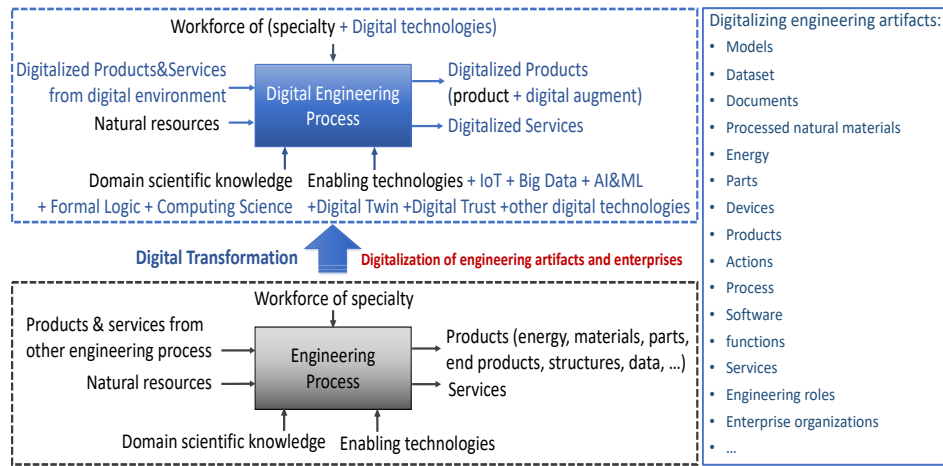 Workforce of (specialty + Digital technologies)
Digitalized Products&Services
from digital environment
Natural resources
Digital Engineering
Process
Digitalized Products
(product + digital augment)
Digitalized Services
Domain scientific knowledge
+ Formal Logic + Computing Science
Enabling technologies + IoT + Big Data + AI&ML
+Digital Twin +Digital Trust +other digital technologies
Digital Transformation
Digitalization of engineering artifacts and enterprises
Workforce of specialty
Products & services from
other engineering process
Natural resources
Engineering
Process
Products (energy, materials, parts,
end products, structures, data, ...)
Services
Domain scientific knowledge
Enabling technologies
Digitalizing engineering artifacts:
• Models
• Dataset
• Documents
• Processed natural materials
• Energy
• Parts
• Devices
• Products
• Actions
• Process
• Software
• functions
• Services
• Engineering roles
• Enterprise organizations
• ...